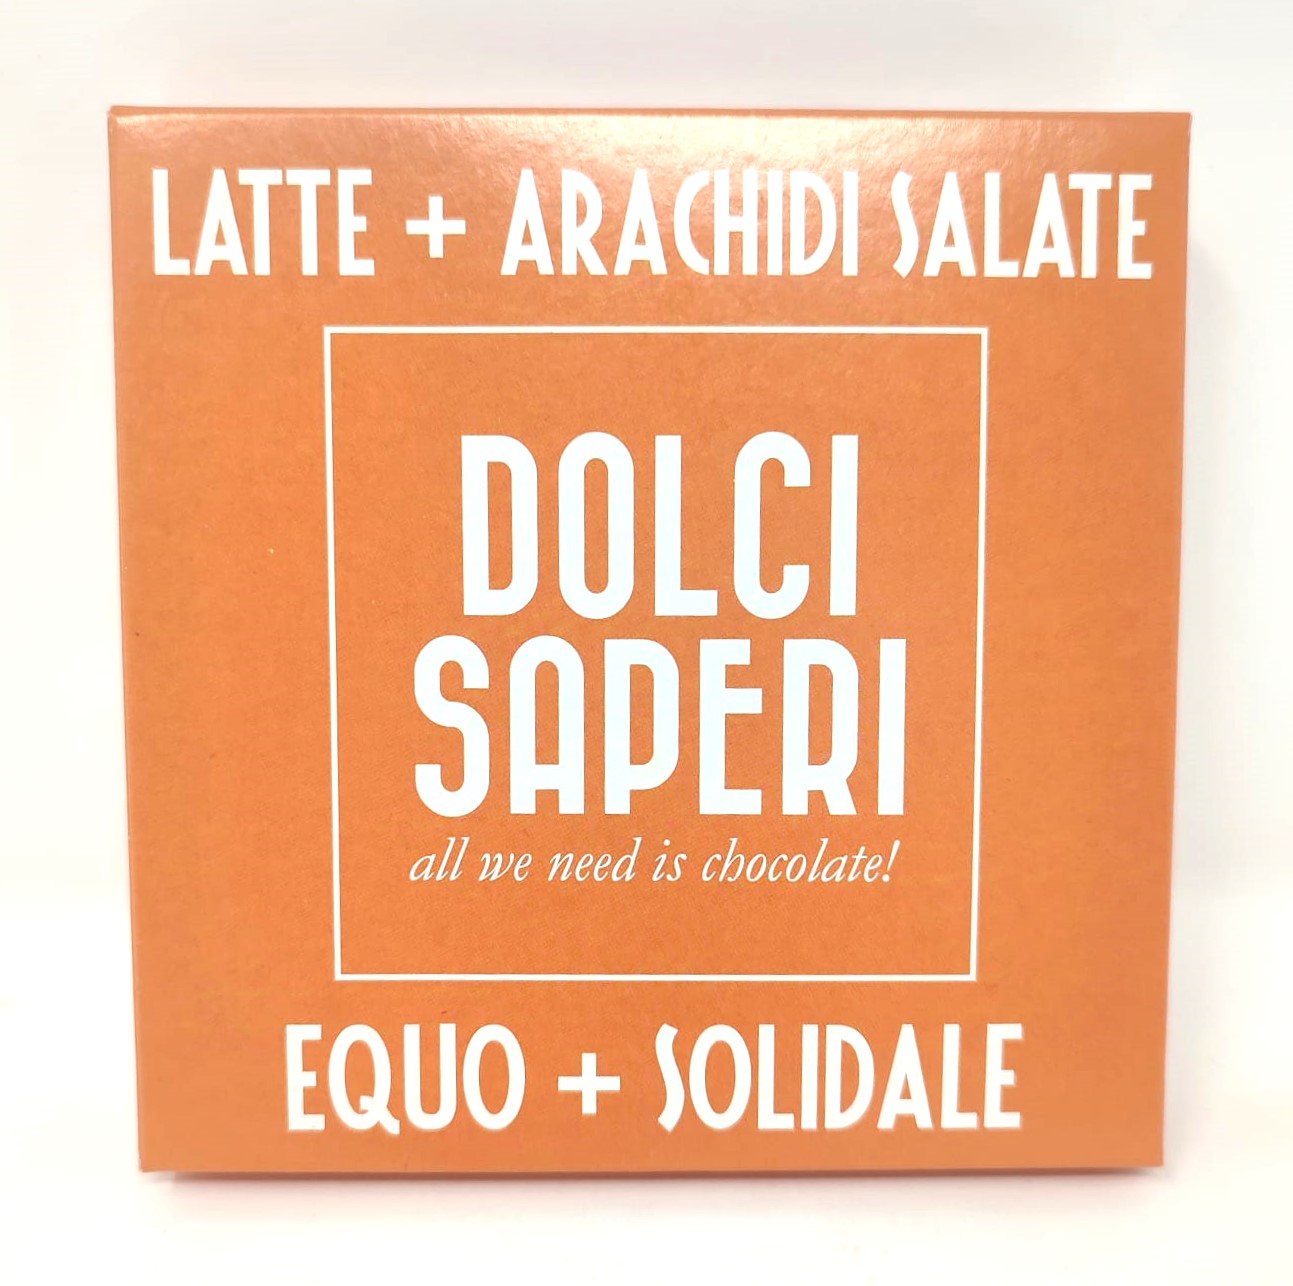 LATTE + ARACHIDI SALATE
DOLCI
SAPERI
all we need is chocolate!
EQUO + SOLIDALE